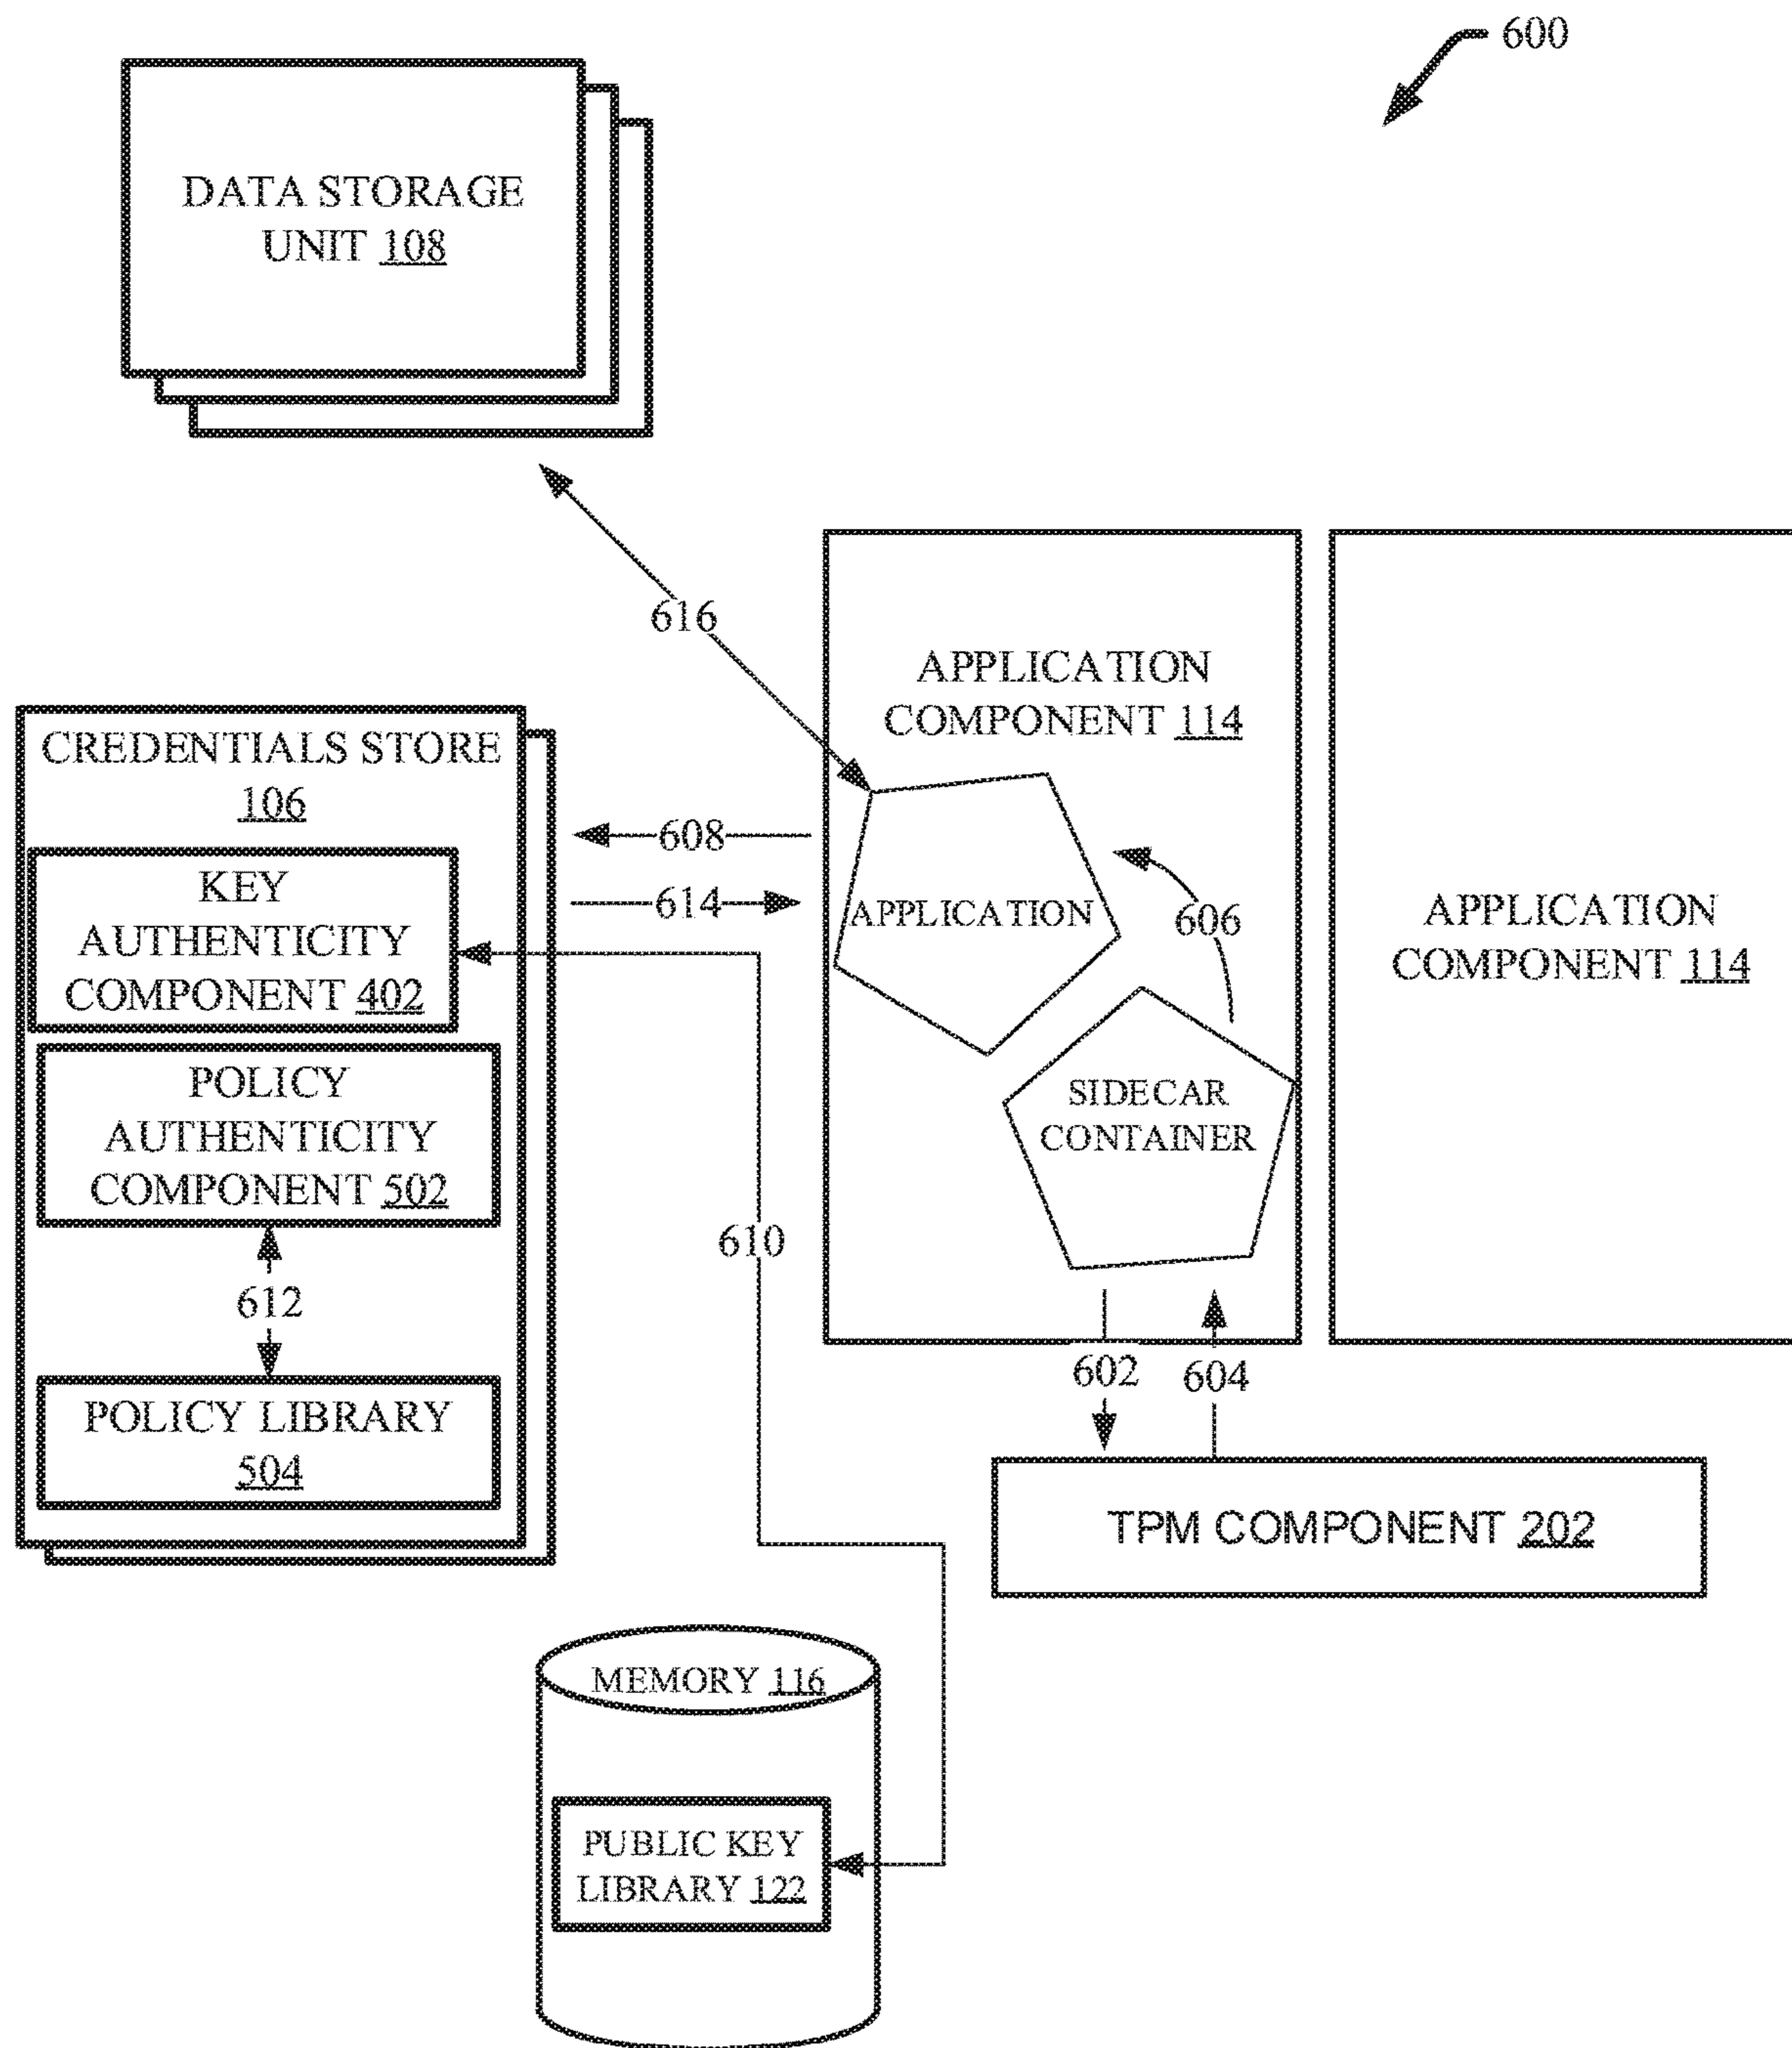 600
DATA STORAGE
UNIT 108
616
APPLICATION
COMPONENT 114
APPLICATION
606
SIDECAR
CONTAINER
APPLICATION
COMPONENT 114
CREDENTIALS STORE
106
KEY
AUTHENTICITY
COMPONENT 402
POLICY
AUTHENTICITY
COMPONENT 502
612
POLICY LIBRARY
504
608
614
610
602
604
TPM COMPONENT 202
MEMORY 116
PUBLIC KEY
LIBRARY 122